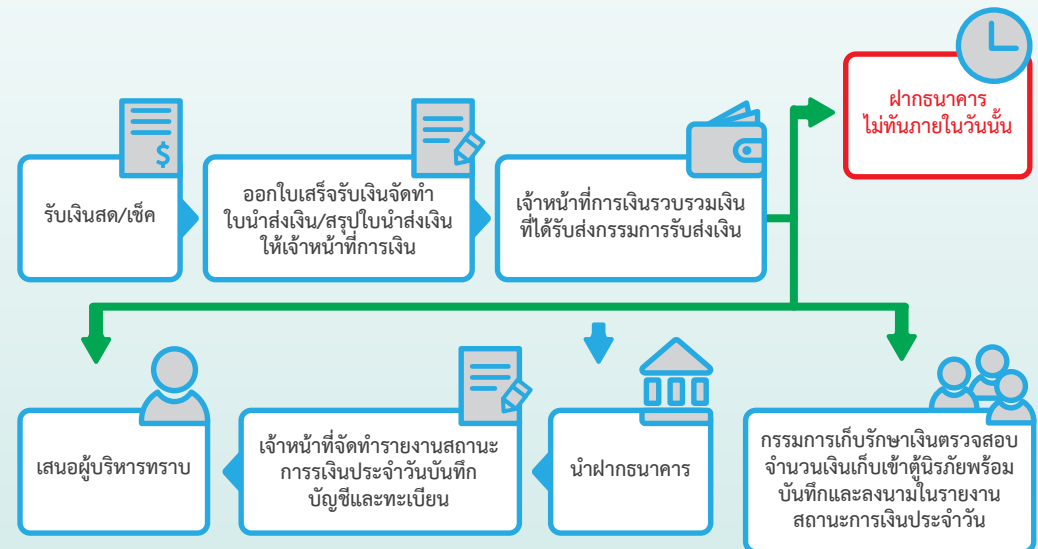 ฝากธนาคาร
ไม่ทันภายในวันนั้น
รับเงินสด/เช็ค
ออกใบเสร็จรับเงินจัดทำ
ใบนำส่งเงิน/สรุปใบนำส่งเงิน
ให้เจ้าหน้าที่การเงิน
เจ้าหน้าที่การเงินรวบรวมเงิน
ที่ได้รับส่งกรรมการรับส่งเงิน
เสนอผู้บริหารทราบ
เจ้าหน้าที่จัดทำรายงานสถานะ
การรเงินประจำวันบันทึก
บัญชีและทะเบียน
นำฝากธนาคาร
กรรมการเก็บรักษาเงินตรวจสอบ
จำนวนเงินเก็บเข้าตู้นิรภัยพร้อม
บันทึกและลงนามในรายงาน
สถานะการเงินประจำวัน
$